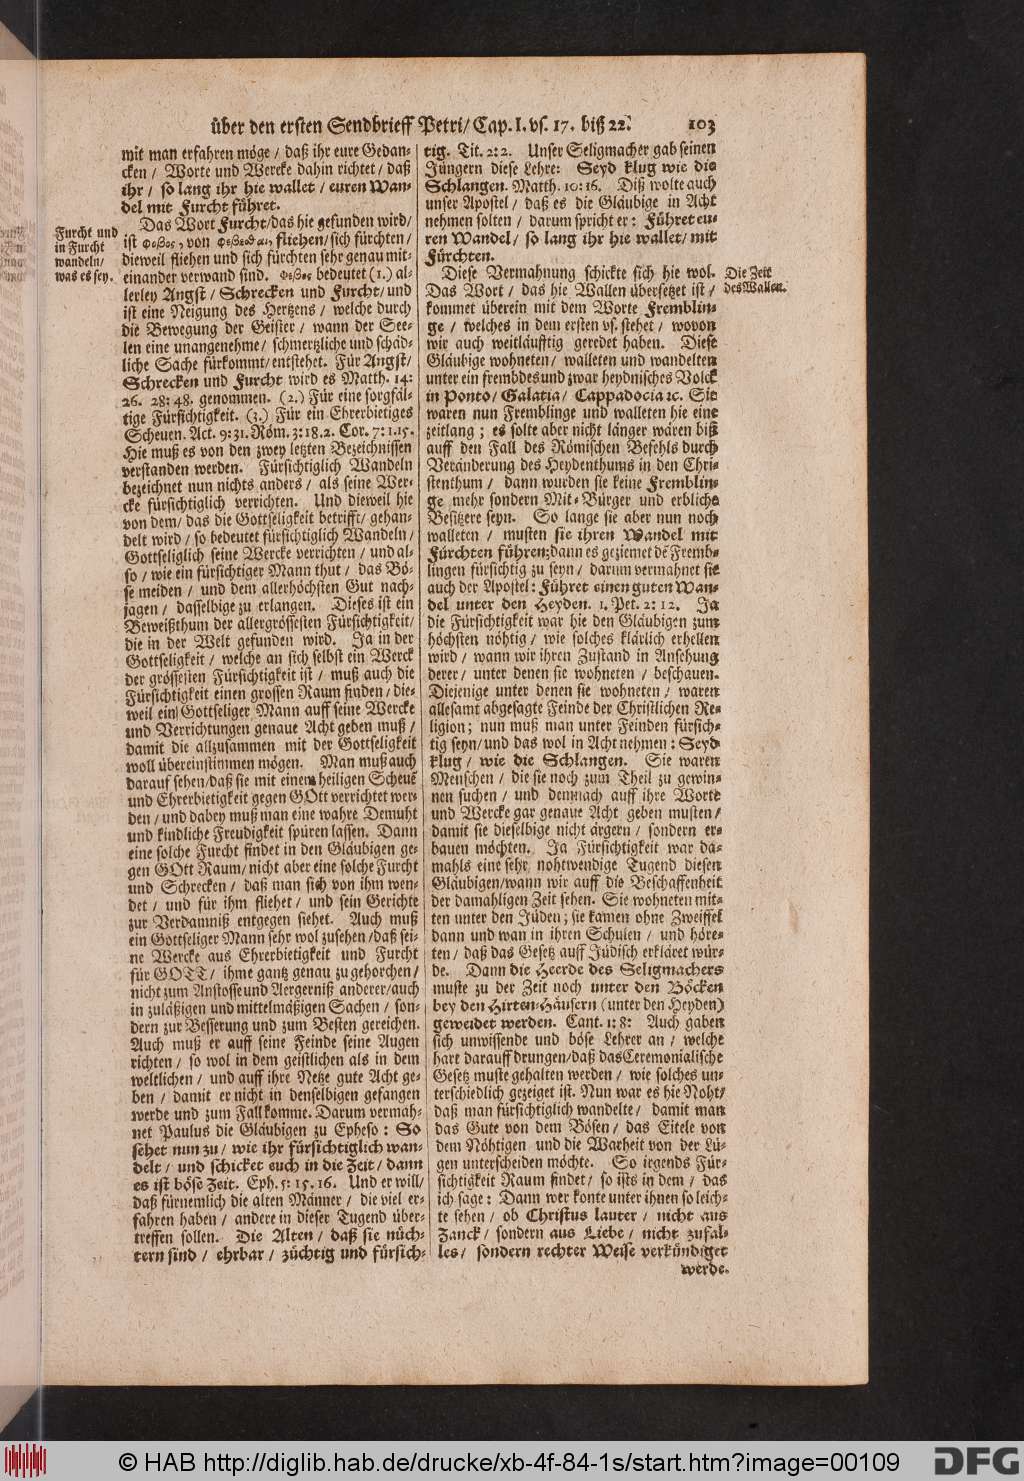 über den ersten Sendbrieff Petri/ Cap. I. vs. 17. biß 22. 103
mit man erfahren möge / daß ihr eure Gedan-
cken / Worte und Wercke dahin richtet / daß
ihr / so lang ihr hie wallet / euren Wan-
del mit Furcht führet.
Furcht und
in Furcht
wandeln/
was es sey.
Das Wort Furcht/das hie gefunden wird/
ist φόβος, von φοβεῖσθαι, fliehen/sich fürchten/
dieweil fliehen und sich fürchten sehr genau mit-
einander verwand sind. φόβος bedeutet (1.) al-
lerley Angst / Schrecken und Furcht/und
ist eine Neigung des Hertzens / welche durch
die Bewegung der Geister / wann der See-
len eine unangenehme/ schmertzliche und schäd-
liche Sache fürkommt/entstehet. Für Angst/
Schrecken und Furcht wird es Matth. 14:
26. 28: 48. genommen. (2.) Für eine sorgfäl-
tige Fürsichtigkeit. (3.) Für ein Ehrerbietiges
Scheuen. Act. 9: 31. Röm. 3: 18. 2. Cor. 7: 1. 15.
Hie muß es von den zwey letzten Bezeichnissen
verstanden werden. Fürsichtiglich Wandeln
bezeichnet nun nichts anders / als seine Wer-
cke fürsichtiglich verrichten. Und dieweil hie
von dem/ das die Gottseligkeit betrifft/ gehan-
delt wird / so bedeutet fürsichtiglich Wandeln/
Gottseliglich seine Wercke verrichten / und al-
so / wie ein fürsichtiger Mann thut / das Bö-
se meiden / und dem allerhöchsten Gut nach-
jagen / dasselbige zu erlangen. Dieses ist ein
Beweißthum der allergrössesten Fürsichtigkeit/
die in der Welt gefunden wird. Ja in der
Gottseligkeit / welche an sich selbst ein Werck
der grössesten Fürsichtigkeit ist / muß auch die
Fürsichtigkeit einen grossen Raum finden / die-
weil ein Gottseliger Mann auff seine Wercke
und Verrichtungen genaue Acht geben muß /
damit die allzusammen mit der Gottseligkeit
woll übereinstimmen mögen. Man muß auch
darauf sehen/daß sie mit einem heiligen Scheuē
und Ehrerbietigkeit gegen GOtt verrichtet wer-
den / und dabey muß man eine wahre Demuht
und kindliche Freudigkeit spüren lassen. Dann
eine solche Furcht findet in den Gläubigen ge-
gen GOtt Raum/ nicht aber eine solche Furcht
und Schrecken / daß man sich von ihm wen-
det / und für ihm fliehet / und sein Gerichte
zur Verdamniß entgegen siehet. Auch muß
ein Gottseliger Mann sehr wol zusehen /daß sei-
ne Wercke aus Ehrerbietigkeit und Furcht
für GOTT / ihme gantz genau zu gehorchen /
nicht zum Anstosse und Aergerniß anderer/auch
in zuläßigen und mittelmäßigen Sachen / son-
dern zur Besserung und zum Besten gereichen.
Auch muß er auff seine Feinde seine Augen
richten / so wol in dem geistlichen als in dem
weltlichen / und auff ihre Netze gute Acht ge-
ben / damit er nicht in denselbigen gefangen
werde und zum Fall komme. Darum vermah-
net Paulus die Gläubigen zu Epheso: So
sehet nun zu / wie ihr fürsichtiglich wan-
delt / und schicket euch in die Zeit / dann
es ist böse Zeit. Eph. 5: 15. 16. Und er will/
daß fürnemlich die alten Männer / die viel er-
fahren haben / andere in dieser Tugend über-
treffen sollen. Die Alten / daß sie nüch-
tern sind / ehrbar / züchtig und fürsich-
tig. Tit. 2: 2. Unser Seligmacher gab seinen
Jüngern diese Lehre: Seyd klug wie die
Schlangen. Matth. 10: 16. Diß wolte auch
unser Apostel / daß es die Gläubige in Acht
nehmen solten / darum spricht er: Führet eu-
ren Wandel / so lang ihr hie wallet/ mit
Fürchten.
Die Zeit
des Wallen.
Diese Vermahnung schickte sich hie wol.
Das Wort / das hie Wallen übersetzet ist /
kommet überein mit dem Worte Fremblin-
ge / welches in dem ersten vs. stehet / wovon
wir auch weitläufftig geredet haben. Diese
Gläubige wohneten / walleten und wandelten
unter ein frembdes und zwar heydnisches Volck
in Ponto/ Galatia / Cappadocia ꝛc. Sie
waren nun Fremblinge und walleten hie eine
zeitlang ; es solte aber nicht länger wären biß
auff den Fall des Römischen Befehls durch
Veränderung des Heydenthums in den Chri-
stenthum / dann wurden sie keine Fremblin-
ge mehr sondern Mit-Bürger und erbliche
Besitzere seyn. So lange sie aber nun noch
walleten / musten sie ihren Wandel mit
Fürchten führen; dann es geziemet dē Fremb-
lingen fürsichtig zu seyn / darum vermahnet sie
auch der Apostel: Führet einen guten Wan-
del unter den Heyden. 1. Pet. 2: 12. Ja
die Fürsichtigkeit war hie den Gläubigen zum
höchsten nöhtig / wie solches klärlich erhellen
wird / wann wir ihren Zustand in Ansehung
derer / unter denen sie wohneten / beschauen.
Diejenige unter denen sie wohneten / waren
allesamt abgesagte Feinde der Christlichen Re-
ligion; nun muß man unter Feinden fürsich-
tig seyn/und das wol in Acht nehmen: Seyd
klug / wie die Schlangen. Sie waren
Menschen / die sie noch zum Theil zu gewin-
nen suchen / und demnach auff ihre Worte
und Wercke gar genaue Acht geben musten /
damit sie dieselbige nicht ärgern / sondern er-
bauen möchten. Ja Fürsichtigkeit war da-
mahls eine sehr nohtwendige Tugend diesen
Gläubigen/wann wir auff die Beschaffenheit
der damahligen Zeit sehen. Sie wohneten mit-
ten unter den Jüden; sie kamen ohne Zweiffel
dann und wan in ihren Schulen / und höre-
ten / daß das Gesetz auff Jüdisch erkläret wür-
de. Dann die Heerde des Seligmachers
muste zu der Zeit noch unter den Böcken
bey den Hirten-Häusern (unter den Heyden)
geweidet werden. Cant. 1: 8: Auch gaben
sich unwissende und böse Lehrer an / welche
hart darauff drungen/daß das Ceremonialische
Gesetz muste gehalten werden / wie solches un-
terschiedlich gezeiget ist. Nun war es hie Noht/
daß man fürsichtiglich wandelte / damit man
das Gute von dem Bösen / das Eitele von
dem Nöhtigen und die Warheit von der Lü-
gen unterscheiden möchte. So irgends Für-
sichtigkeit Raum findet / so ists in dem / das
ich sage: Dann wer konte unter ihnen so leich-
te sehen / ob Christus lauter / nicht aus
Zanck / sondern aus Liebe / nicht zufäl-
les / sondern rechter Weise verkündiget
werde.
© HAB http://diglib.hab.de/drucke/xb-4f-84-1s/start.htm?image=00109
DFG